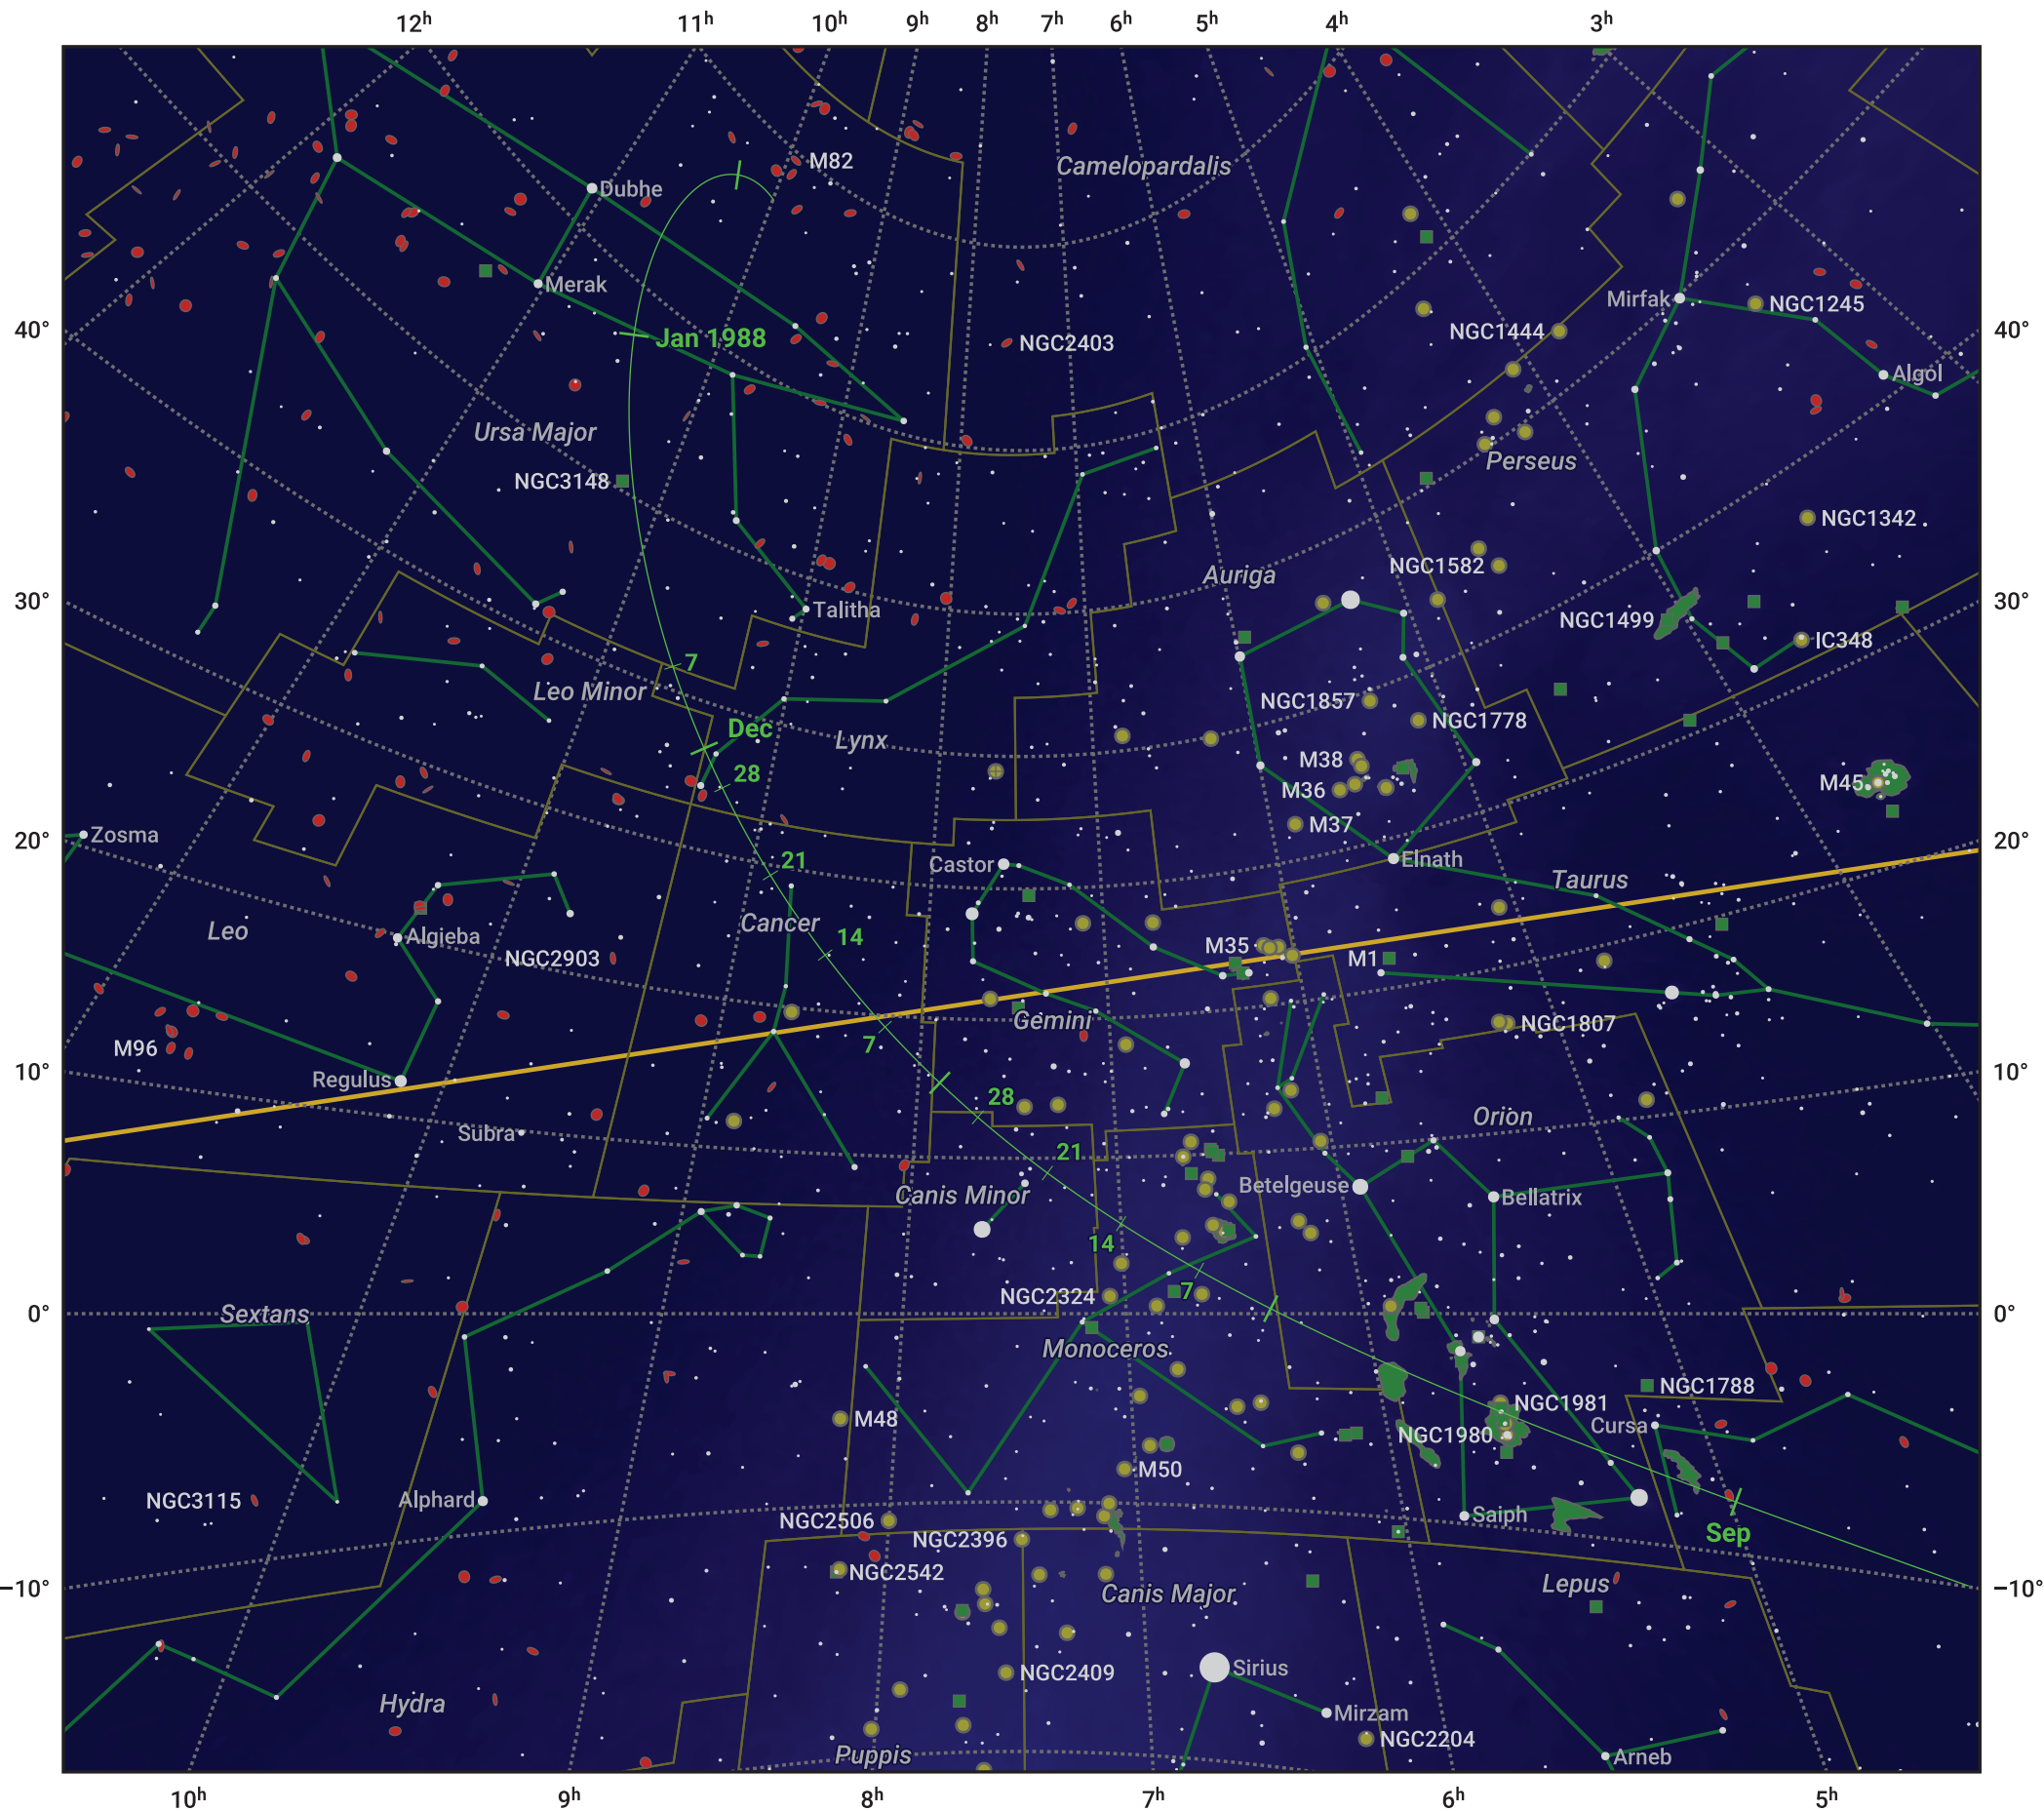 12h 11h 10h 9h 8h 7h 6h 5h 4h 3h
M82
Camelopardalis
Dubhe
Merak
Mirfak
NGC1245
40°
Jan 1988
NGC2403
NGC1444
40°
Algol
Ursa Major
Perseus
NGC3148
NGC1342
Auriga
NGC1582
30°
Talitha
NGC1499
30°
IC348
7
Leo Minor
NGC1857
NGC1778
Dec
Lynx
28
M38
M36
M45
M37
20°
Zosma
21
Castor
Elnath
20°
Taurus
Leo
Algieba
Cancer
14
M35
M1
NGC2903
Gemini
NGC1807
7
M96
10°
Regulus
28
10°
Orion
Subra
21
Canis Minor
Betelgeuse
Bellatrix
14
NGC2324
7
0°
Sextans
0°
Monoceros
NGC1788
M48
NGC1981
NGC1980
Cursa
M50
NGC3115
Alphard
NGC2506
Saiph
NGC2396
Sep
NGC2542
−10°
Canis Major
Lepus
−10°
NGC2409
Sirius
Hydra
Mirzam
NGC2204
Puppis
Arneb
10h 9h 8h 7h 6h 5h